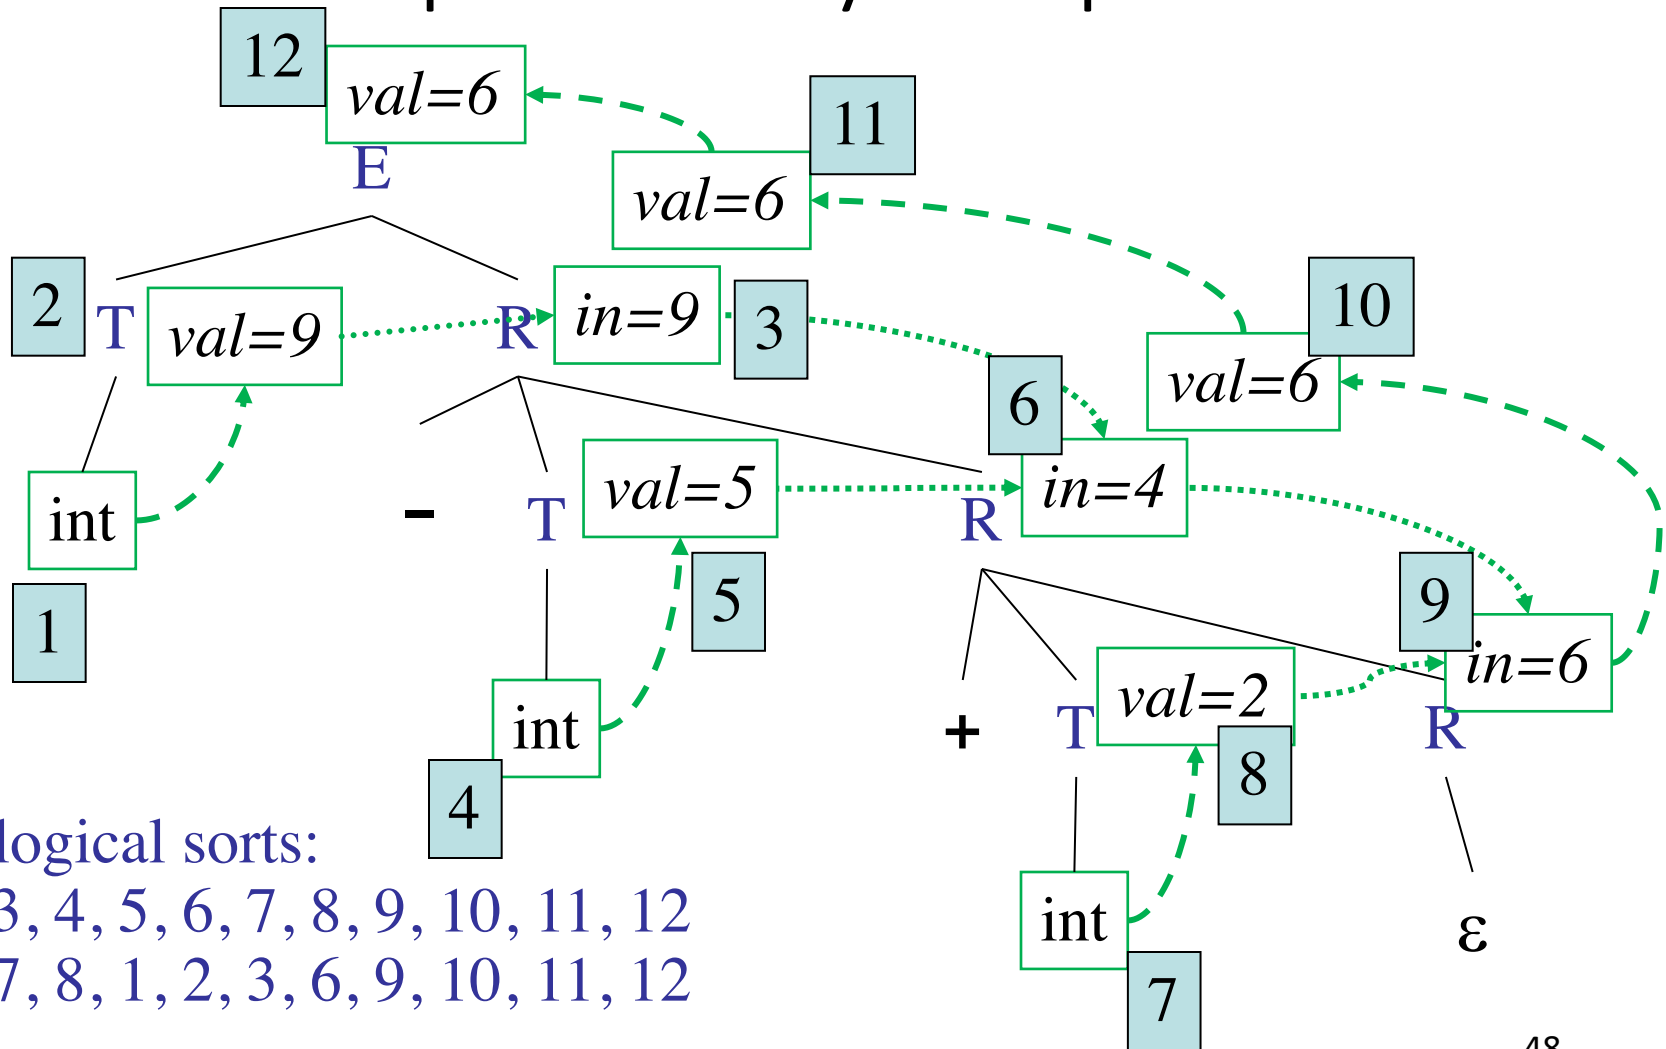 12
val=6
11
E
val=6
2
T
val=9
R
in=9
3
10
val=6
6
int
-
T
val=5
R
in=4
1
5
9
in=6
int
4
+
T
val=2
8
R
logical sorts:
3, 4, 5, 6, 7, 8, 9, 10, 11, 12
7, 8, 1, 2, 3, 6, 9, 10, 11, 12
int
ε
7
48